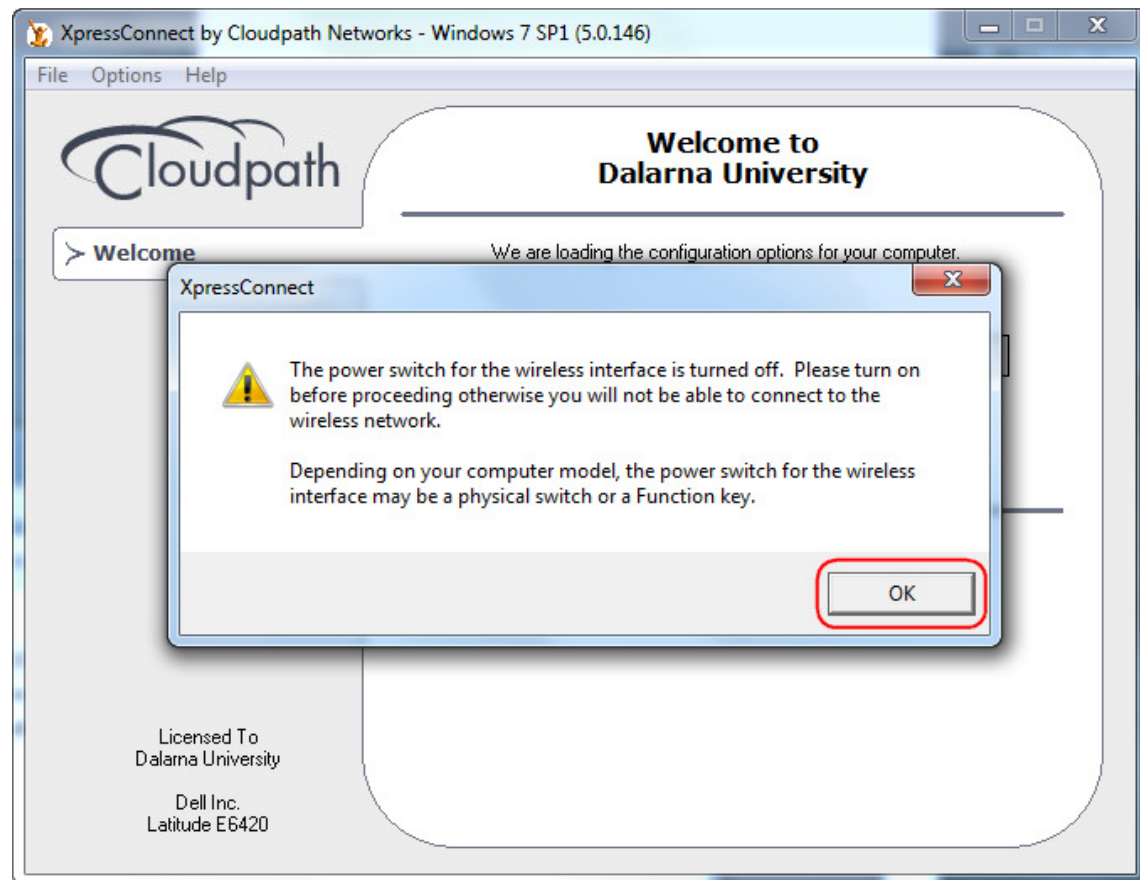 XpressConnect by Cloudpath Networks - Windows 7 SP1 (5.0.146)
File Options Help
Cloudpath
Welcome to
Dalarna University
> Welcome
We are loading the configuration options for your computer.
XpressConnect
The power switch for the wireless interface is turned off. Please turn on
before proceeding otherwise you will not be able to connect to the
wireless network.
Depending on your computer model, the power switch for the wireless
interface may be a physical switch or a Function key.
OK
Licensed To
Dalarna University
Dell Inc.
Latitude E6420